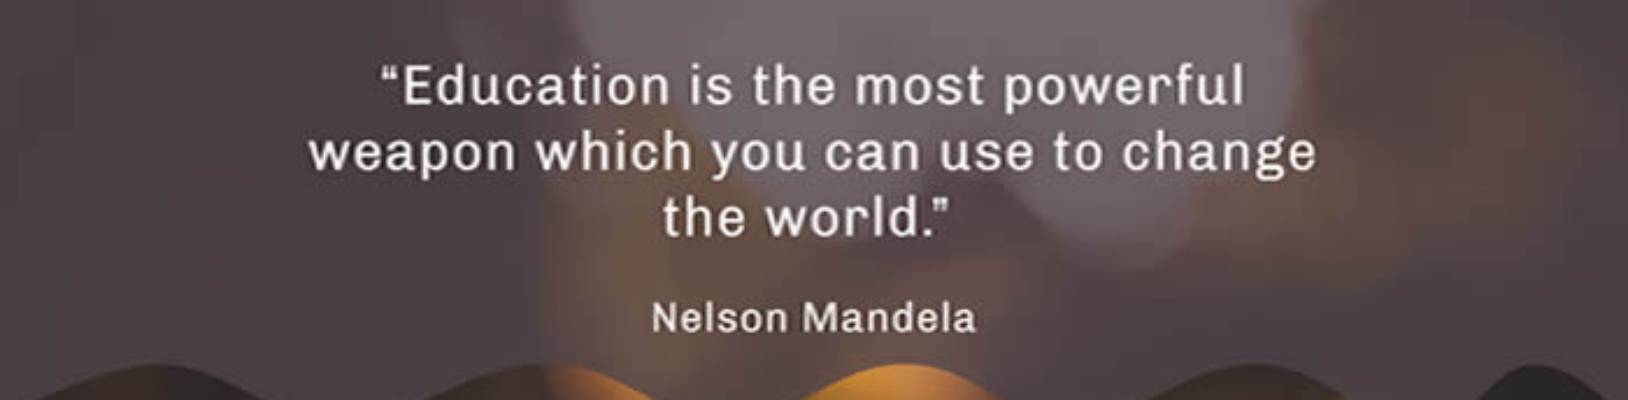 “Education is the most powerful
weapon which you can use to change
the world.”
Nelson Mandela